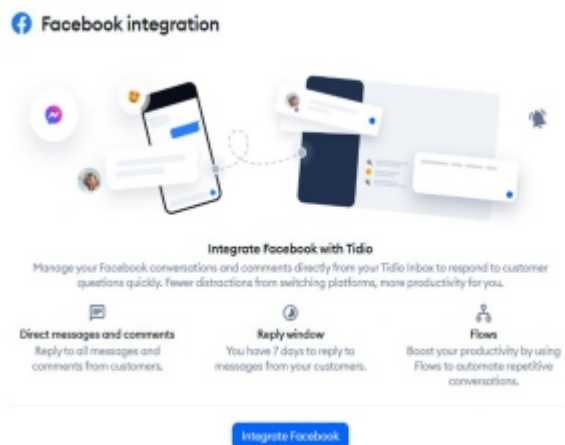 Facebook integration
Integrate Facebook with Tidio
Manage your Facebook conversations and comments directly from your Tidio Inbox to respond to customer
questions quickly. Fewer distractions from switching platforms, more productivity for you.
Direct messages and comments
Reply to all messages and
comments from customers.
Reply window
You have 7 days to reply to
messages from your customers.
Flows
Boost your productivity by using
Flows to automate repetitive
conversations.
Integrate Facebook